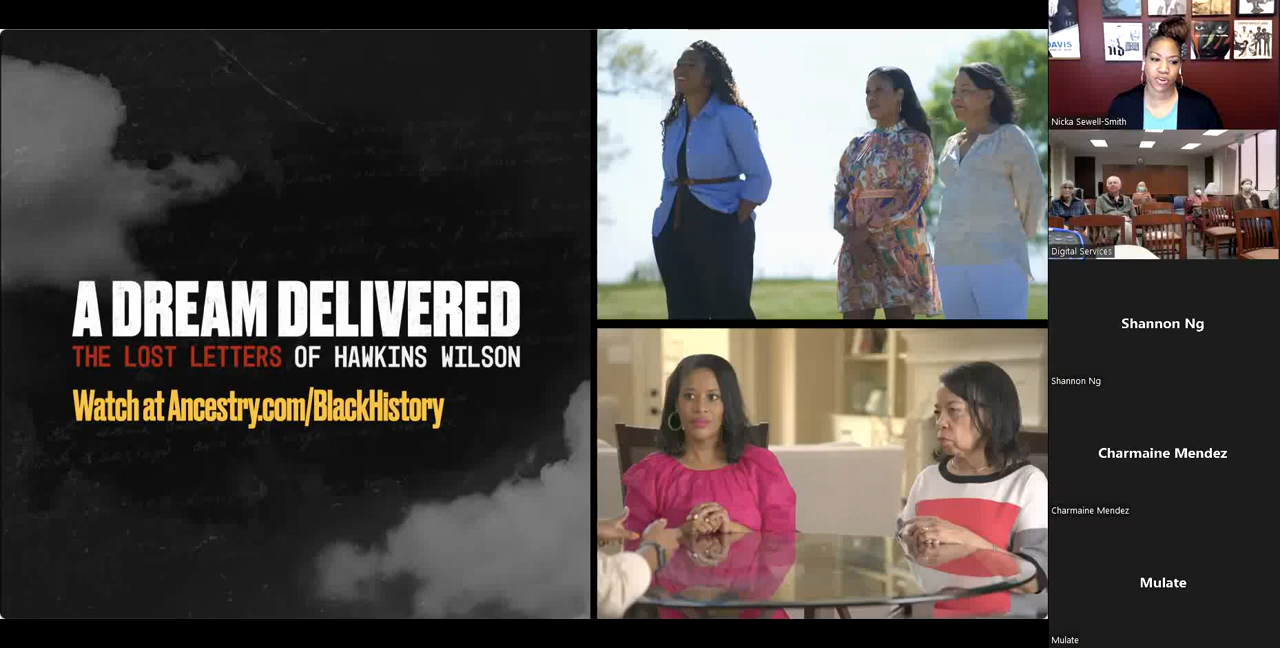 A DREAM DELIVERED
THE LOST LETTERS OF HAWKINS WILSON
Watch at Ancestry.com/BlackHistory
DAVIS
Nicka Sewell-Smith
Digital Services
Shannon Ng
Shannon Ng
Charmaine Mendez
Charmaine Mendez
Mulate
Mulate